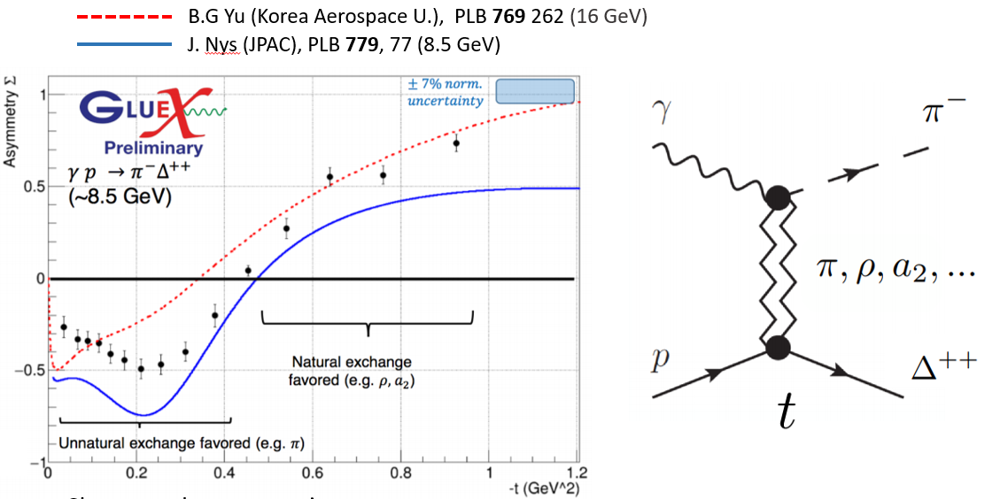 B.G Yu (Korea Aerospace U.), PLB 769 262 (16 GeV)
J. Nys (JPAC), PLB 779, 77 (8.5 GeV)
Asymmetry Σ
1
0.5
0
−0.5
−1
GLUEX
Preliminary
γ p → π⁻Δ⁺⁺
(~8.5 GeV)
± 7% norm.
uncertainty
Natural exchange
favored (e.g. ρ, a₂)
Unnatural exchange favored (e.g. π)
0 0.2 0.4 0.6 0.8 1 1.2
-t (GeV^2)
γ
π⁻
π, ρ, a₂, ...
p
Δ⁺⁺
t